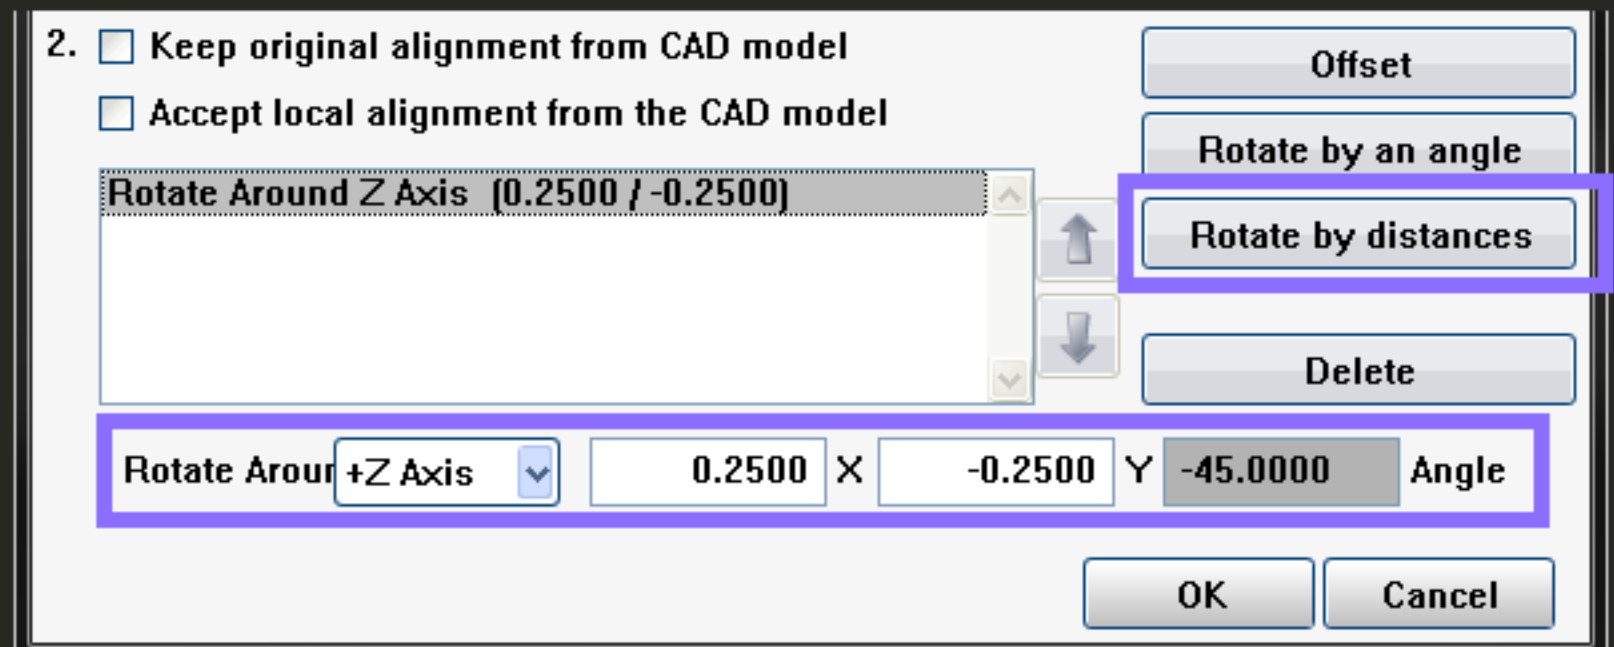 2. Keep original alignment from CAD model
Offset
Accept local alignment from the CAD model
Rotate by an angle
Rotate Around Z Axis (0.2500 / -0.2500)
Rotate by distances
Delete
Rotate Aroun +Z Axis 0.2500 X -0.2500 Y -45.0000 Angle
OK Cancel